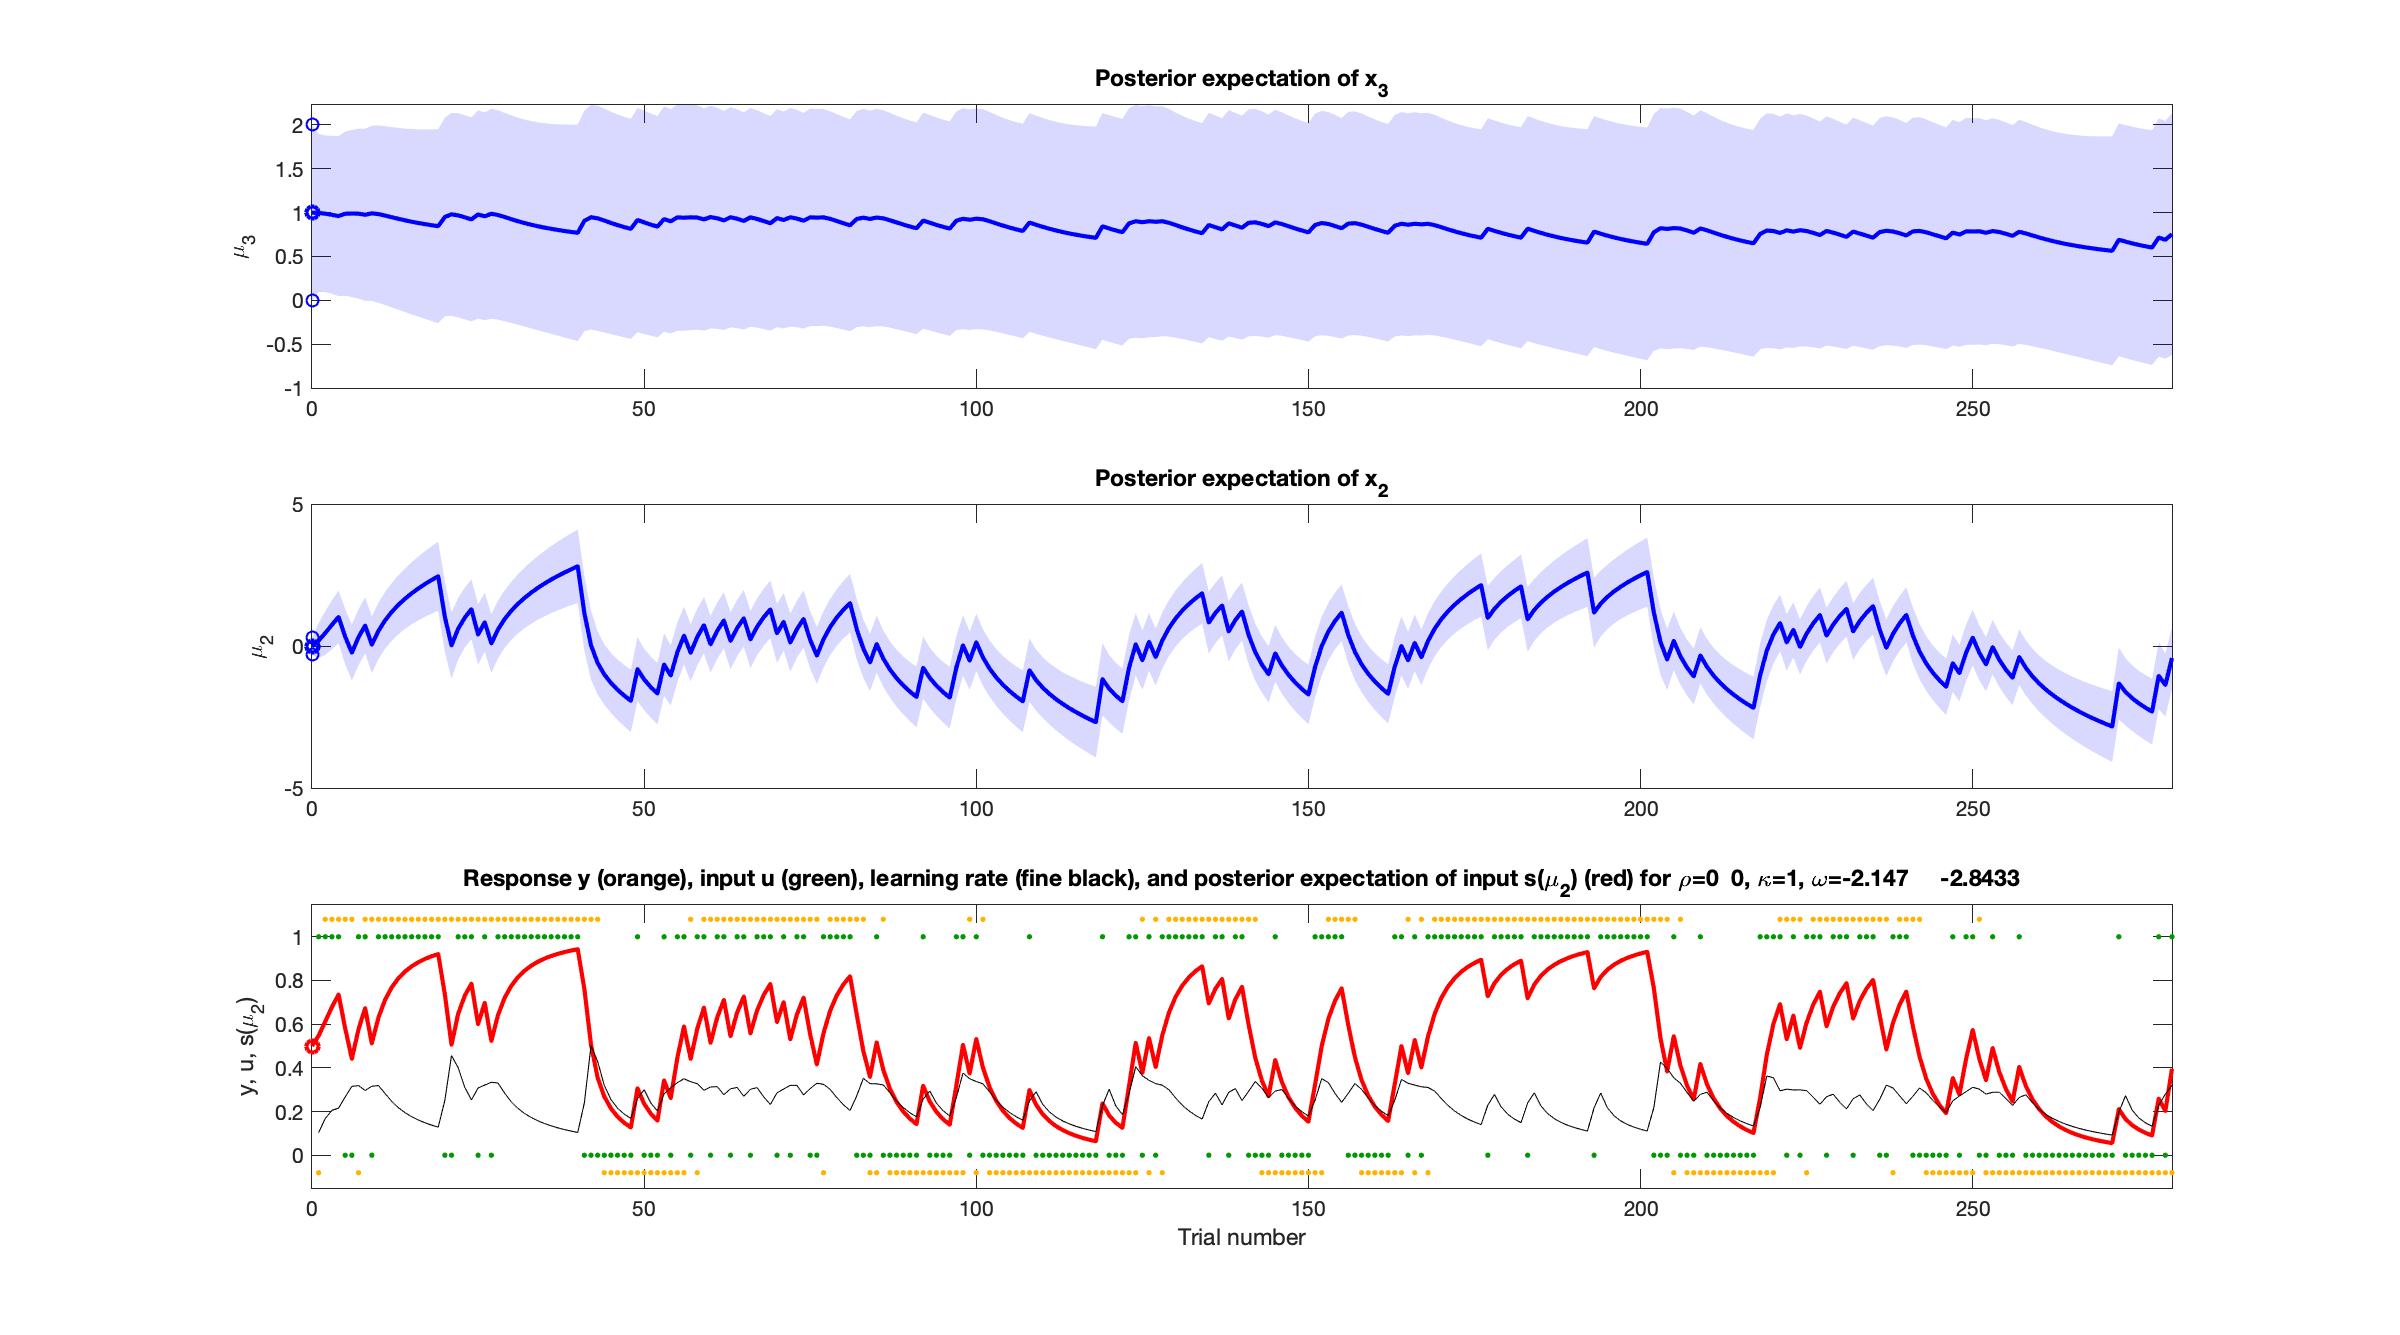 Posterior expectation of x3
μ3
2
1.5
1
0.5
0
-0.5
-1
0 50 100 150 200 250
Posterior expectation of x2
μ2
5
0
-5
0 50 100 150 200 250
Response y (orange), input u (green), learning rate (fine black), and posterior expectation of input s(μ2) (red) for ρ=0 0, κ=1, ω=-2.147 -2.8433
y, u, s(μ2)
1
0.8
0.6
0.4
0.2
0
0 50 100 150 200 250
Trial number